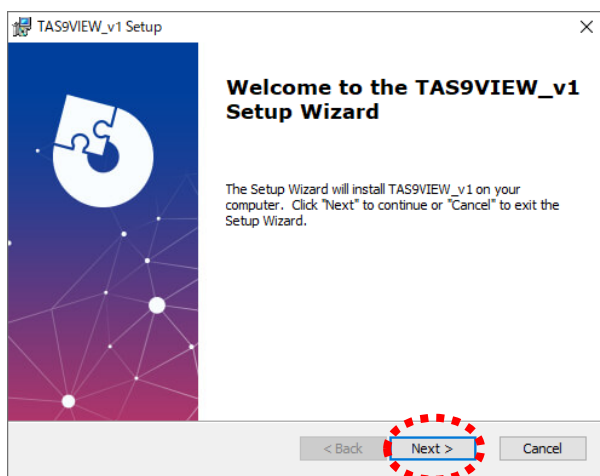 TAS9VIEW_v1 Setup
Welcome to the TAS9VIEW_v1
Setup Wizard
The Setup Wizard will install TAS9VIEW_v1 on your
computer. Click "Next" to continue or "Cancel" to exit the
Setup Wizard.
< Back
Next >
Cancel